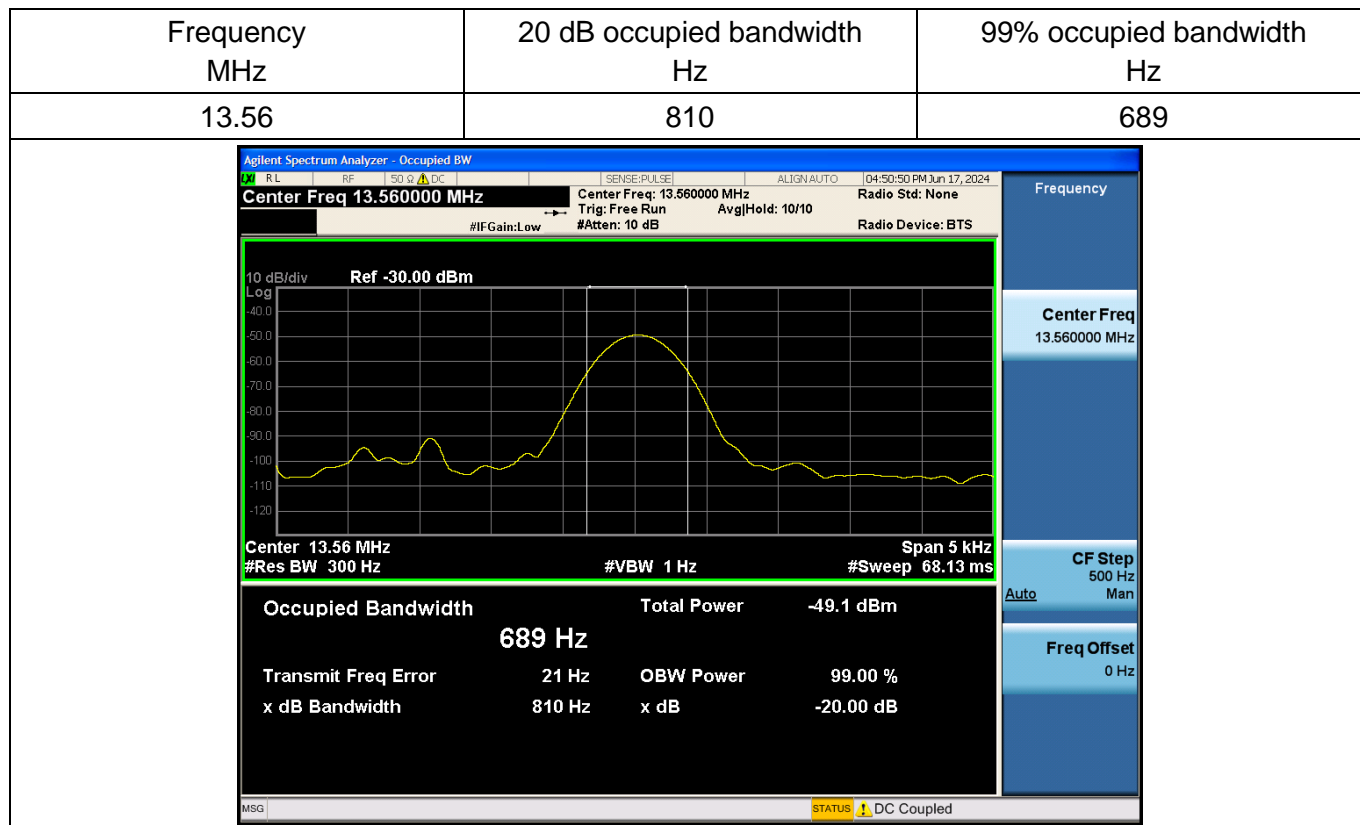 Frequency MHz 20 dB occupied bandwidth Hz 99% occupied bandwidth Hz
13.56 810 689
Agilent Spectrum Analyzer - Occupied BW
LXI RL RF 50 Ω DC SENSE:PULSE ALIGN AUTO 04:50:50 PM Jun 17, 2024
Center Freq 13.560000 MHz Center Freq: 13.560000 MHz Radio Std: None
Trig: Free Run Avg|Hold: 10/10
#IFGain:Low #Atten: 10 dB Radio Device: BTS
10 dB/div Ref -30.00 dBm
Log
-40.0
-50.0
-60.0
-70.0
-80.0
-90.0
-100
-110
-120
Center 13.56 MHz Span 5 kHz
#Res BW 300 Hz #VBW 1 Hz #Sweep 68.13 ms
Occupied Bandwidth Total Power -49.1 dBm
689 Hz
Transmit Freq Error 21 Hz OBW Power 99.00 %
x dB Bandwidth 810 Hz x dB -20.00 dB
Frequency
Center Freq
13.560000 MHz
CF Step
500 Hz
Auto Man
Freq Offset
0 Hz
MSG STATUS DC Coupled